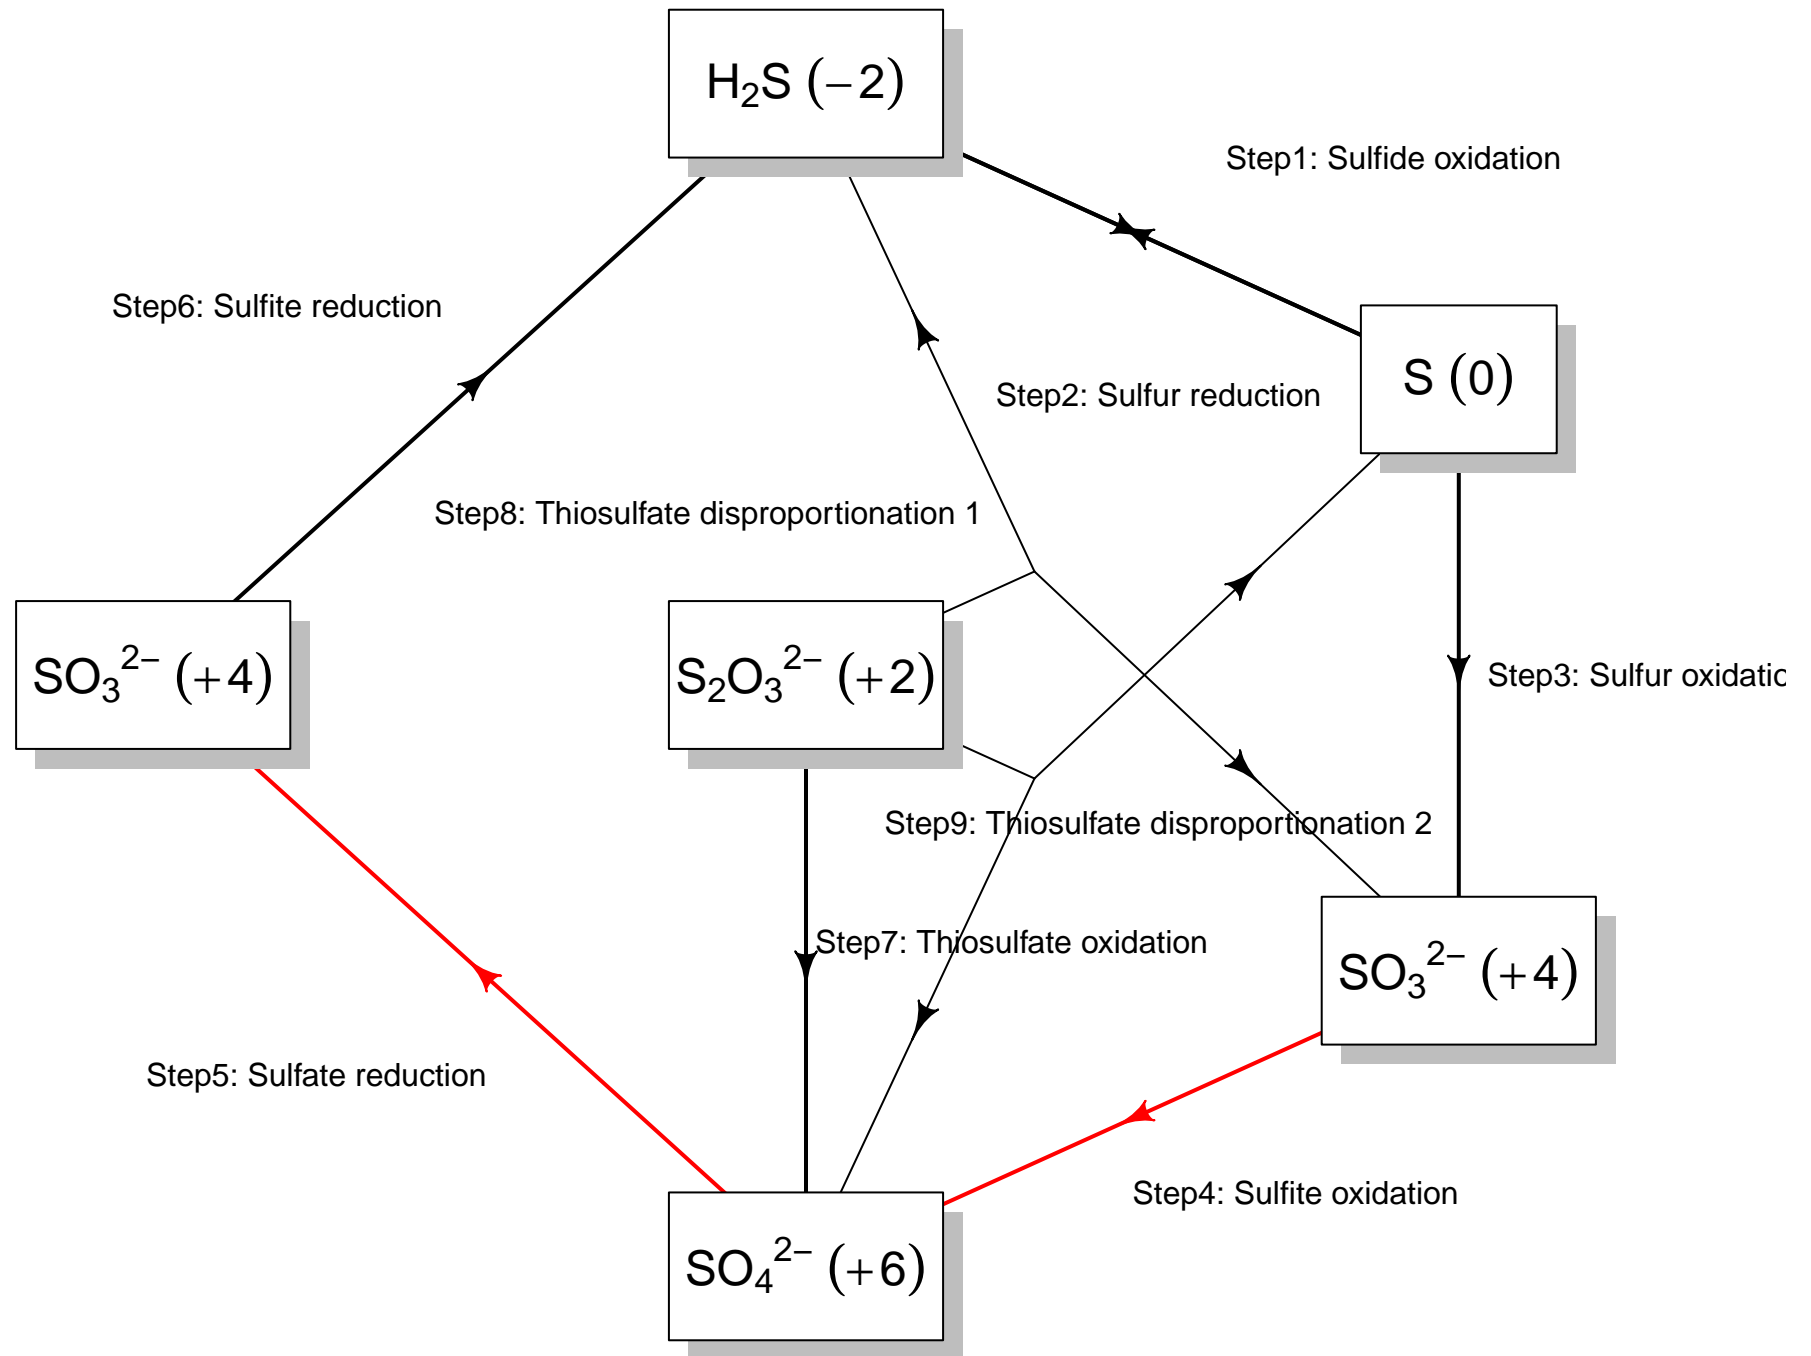 H₂S (−2)
Step1: Sulfide oxidation
Step6: Sulfite reduction
S (0)
Step2: Sulfur reduction
Step8: Thiosulfate disproportionation 1
SO₃²⁻ (+4)
S₂O₃²⁻ (+2)
Step3: Sulfur oxidatio
Step9: Thiosulfate disproportionation 2
Step7: Thiosulfate oxidation
SO₃²⁻ (+4)
Step5: Sulfate reduction
Step4: Sulfite oxidation
SO₄²⁻ (+6)